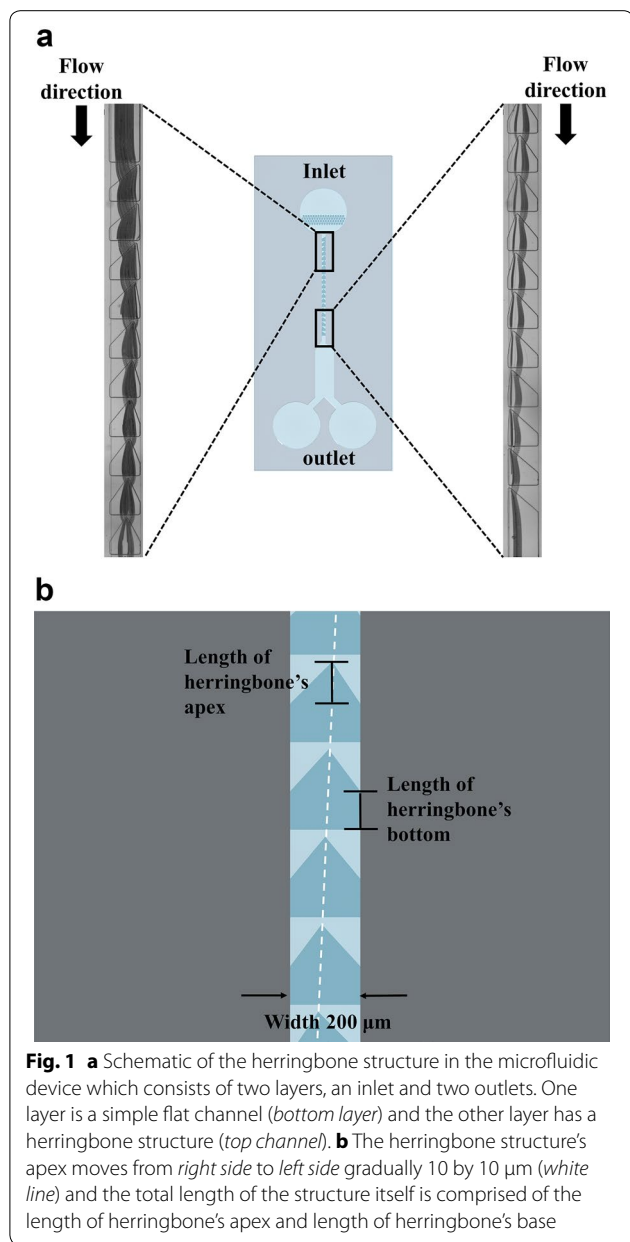 a
Flow
direction
Flow
direction
Inlet
outlet
b
Length of
herringbone's
apex
Length of
herringbone's
bottom
Width 200 μm
Fig. 1 a Schematic of the herringbone structure in the microfluidic
device which consists of two layers, an inlet and two outlets. One
layer is a simple flat channel (bottom layer) and the other layer has a
herringbone structure (top channel). b The herringbone structure's
apex moves from right side to left side gradually 10 by 10 μm (white
line) and the total length of the structure itself is comprised of the
length of herringbone's apex and length of herringbone's base